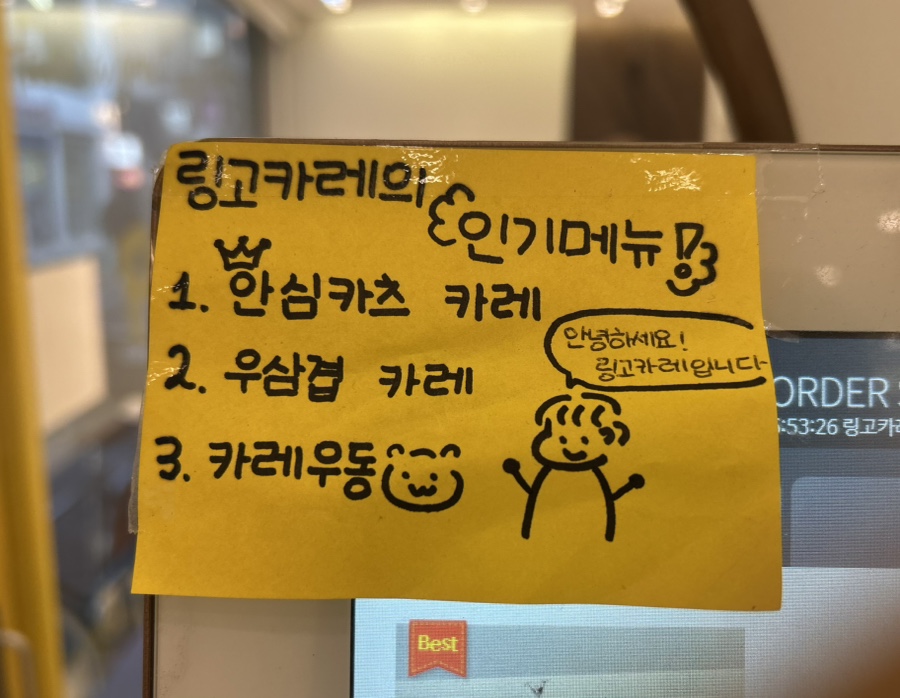 링고카레의
인기메뉴!
1. 안심카츠 카레
안녕하세요!
링고카레입니다
2. 우삼겹 카레
3. 카레우동
ORDER
:53:26 링고카
Best